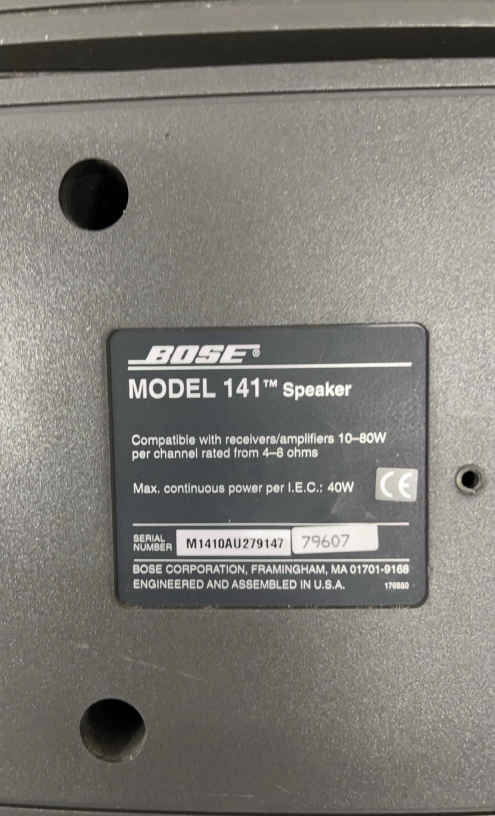 BOSE®
MODEL 141™ Speaker
Compatible with receivers/amplifiers 10–80W
per channel rated from 4–8 ohms
Max. continuous power per I.E.C.: 40W CE
SERIAL
NUMBER M1410AU279147 79607
BOSE CORPORATION, FRAMINGHAM, MA 01701-9168
ENGINEERED AND ASSEMBLED IN U.S.A.